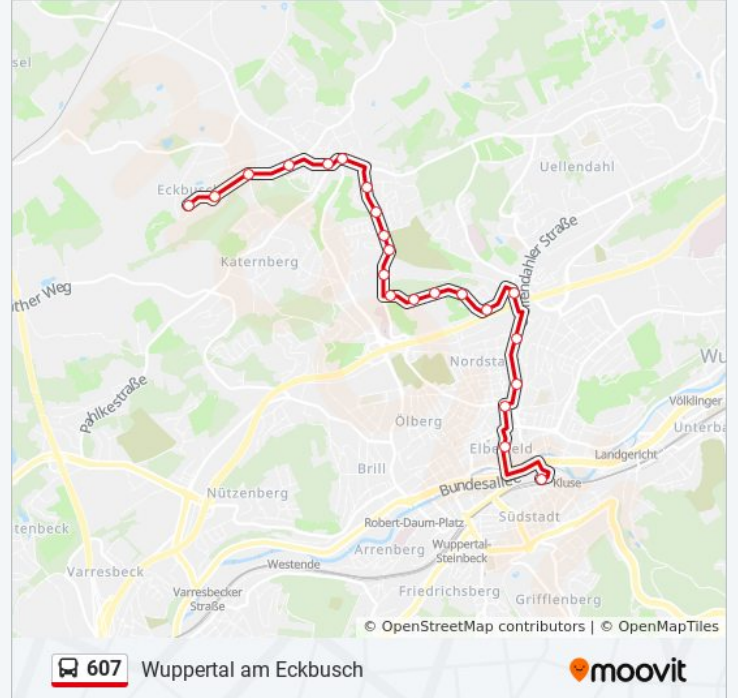 sel
Uellendahl
Eckbusch
llendahler Straße
Katernberg
ther Weg
Nordsta
Wu
Pahlkestraße
Völklinger
Ölberg
Unterba
Elberfeld
Landgericht
Brill
Bundesallee
Kluse
Nützenberg
Südstadt
Robert-Daum-Platz
tenbeck
Arrenberg
Wuppertal-
Steinbeck
Westende
Varresbeck
Varresbecker
Straße
Friedrichsberg
Grifflenberg
© OpenStreetMap contributors | © OpenMapTiles
607 Wuppertal am Eckbusch
moovit